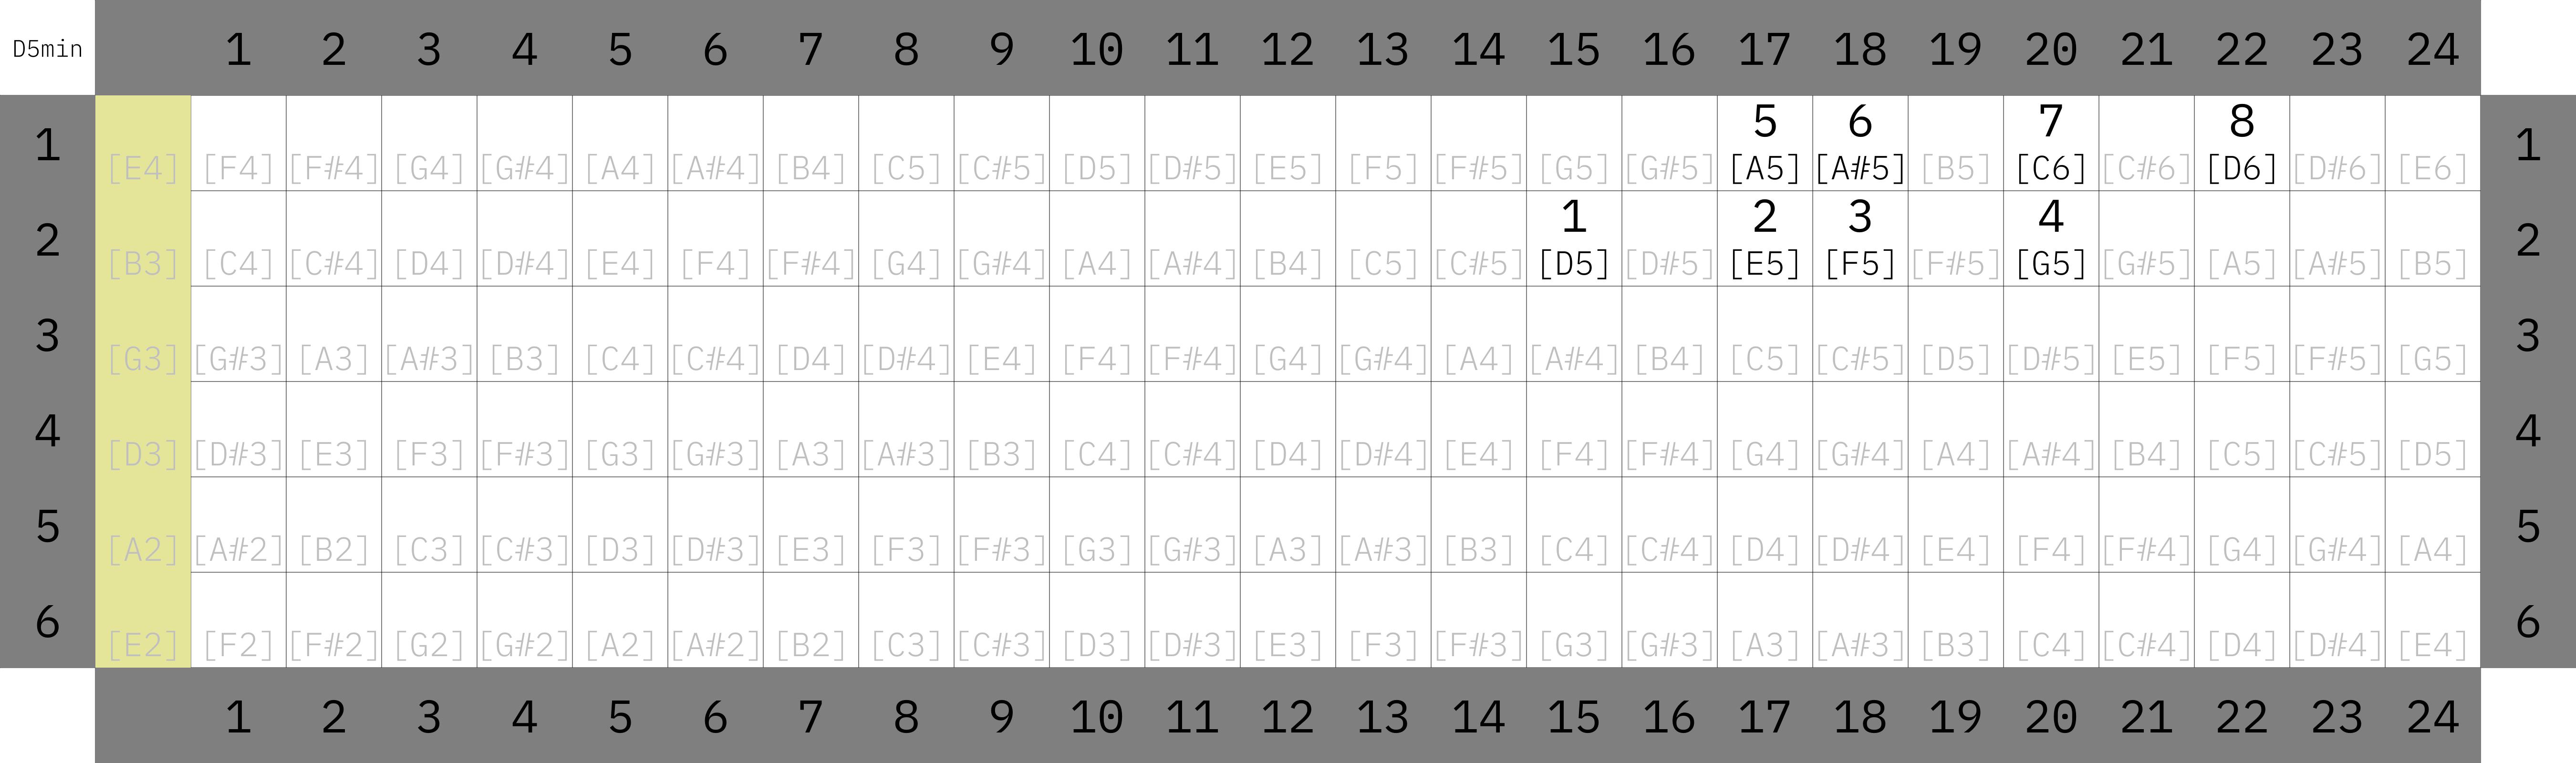 D5min 1 2 3 4 5 6 7 8 9 10 11 12 13 14 15 16 17 18 19 20 21 22 23 24
5 6 7 8
1 [E4] [F4] [F#4] [G4] [G#4] [A4] [A#4] [B4] [C5] [C#5] [D5] [D#5] [E5] [F5] [F#5] [G5] [G#5] [A5] [A#5] [B5] [C6] [C#6] [D6] [D#6] [E6] 1
1 2 3 4
2 [B3] [C4] [C#4] [D4] [D#4] [E4] [F4] [F#4] [G4] [G#4] [A4] [A#4] [B4] [C5] [C#5] [D5] [D#5] [E5] [F5] [F#5] [G5] [G#5] [A5] [A#5] [B5] 2
3 [G3] [G#3] [A3] [A#3] [B3] [C4] [C#4] [D4] [D#4] [E4] [F4] [F#4] [G4] [G#4] [A4] [A#4] [B4] [C5] [C#5] [D5] [D#5] [E5] [F5] [F#5] [G5] 3
4 [D3] [D#3] [E3] [F3] [F#3] [G3] [G#3] [A3] [A#3] [B3] [C4] [C#4] [D4] [D#4] [E4] [F4] [F#4] [G4] [G#4] [A4] [A#4] [B4] [C5] [C#5] [D5] 4
5 [A2] [A#2] [B2] [C3] [C#3] [D3] [D#3] [E3] [F3] [F#3] [G3] [G#3] [A3] [A#3] [B3] [C4] [C#4] [D4] [D#4] [E4] [F4] [F#4] [G4] [G#4] [A4] 5
6 [E2] [F2] [F#2] [G2] [G#2] [A2] [A#2] [B2] [C3] [C#3] [D3] [D#3] [E3] [F3] [F#3] [G3] [G#3] [A3] [A#3] [B3] [C4] [C#4] [D4] [D#4] [E4] 6
1 2 3 4 5 6 7 8 9 10 11 12 13 14 15 16 17 18 19 20 21 22 23 24